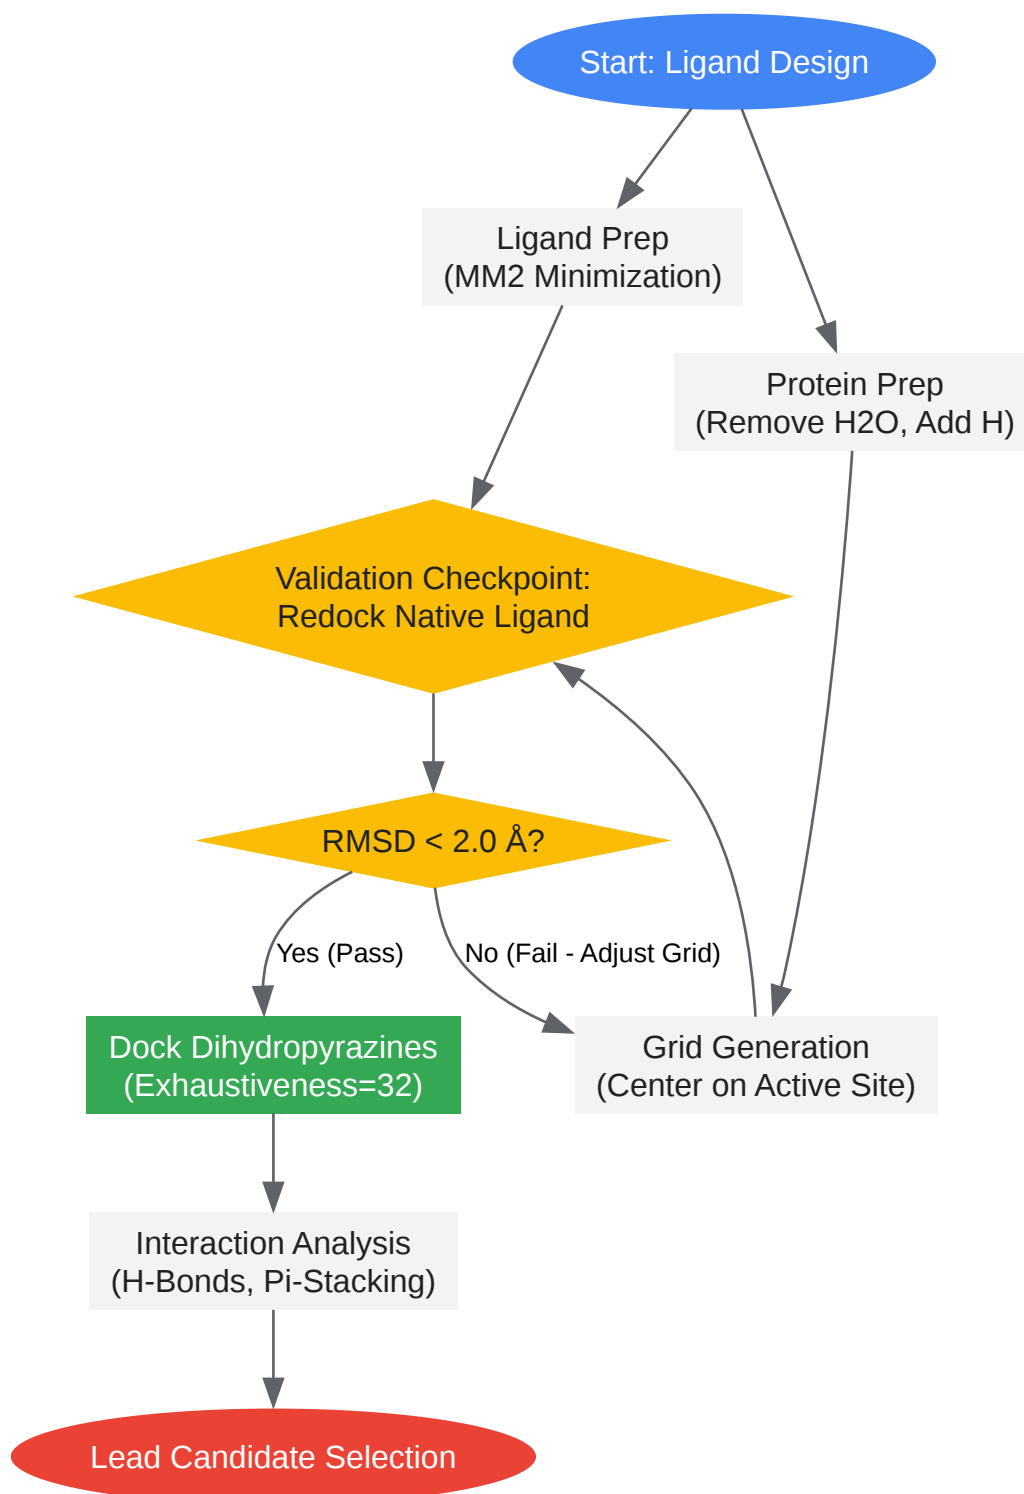 Start: Ligand Design
Ligand Prep
(MM2 Minimization)
Protein Prep
(Remove H2O, Add H)
Validation Checkpoint:
Redock Native Ligand
RMSD < 2.0 Å?
Yes (Pass)
No (Fail - Adjust Grid)
Dock Dihydropyrazines
(Exhaustiveness=32)
Grid Generation
(Center on Active Site)
Interaction Analysis
(H-Bonds, Pi-Stacking)
Lead Candidate Selection